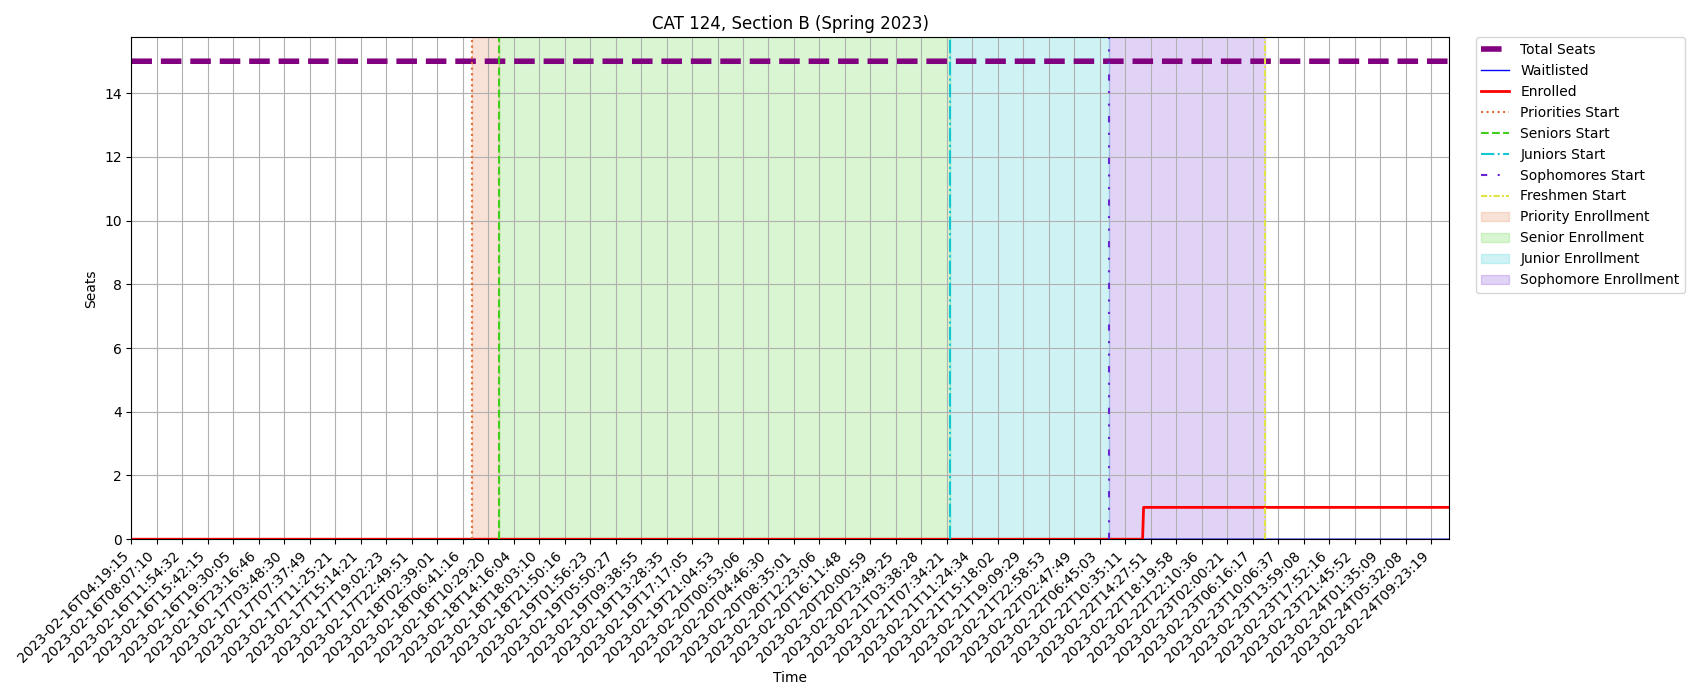 CAT 124, Section B (Spring 2023)
Seats
14
12
10
8
6
4
2
0
2023-02-16T04:19:15
2023-02-16T08:07:10
2023-02-16T11:54:32
2023-02-16T15:42:15
2023-02-16T19:30:05
2023-02-16T23:16:46
2023-02-17T03:48:30
2023-02-17T07:37:49
2023-02-17T11:25:21
2023-02-17T15:14:21
2023-02-17T19:02:23
2023-02-17T22:49:51
2023-02-18T02:39:01
2023-02-18T06:41:16
2023-02-18T10:29:20
2023-02-18T14:16:04
2023-02-18T18:03:10
2023-02-18T21:50:16
2023-02-19T01:56:23
2023-02-19T05:50:27
2023-02-19T09:38:55
2023-02-19T13:28:35
2023-02-19T17:17:05
2023-02-19T21:04:53
2023-02-20T00:53:06
2023-02-20T04:46:30
2023-02-20T08:35:01
2023-02-20T12:23:06
2023-02-20T16:11:48
2023-02-20T20:00:59
2023-02-20T23:49:25
2023-02-21T03:38:28
2023-02-21T07:34:21
2023-02-21T11:24:34
2023-02-21T15:18:02
2023-02-21T19:09:29
2023-02-21T22:58:53
2023-02-22T02:47:49
2023-02-22T06:45:03
2023-02-22T10:35:11
2023-02-22T14:27:51
2023-02-22T18:19:58
2023-02-22T22:10:36
2023-02-23T02:00:21
2023-02-23T06:16:17
2023-02-23T10:06:37
2023-02-23T13:59:08
2023-02-23T17:52:16
2023-02-23T21:45:52
2023-02-24T01:35:09
2023-02-24T05:32:08
2023-02-24T09:23:19
Time
Total Seats
Waitlisted
Enrolled
Priorities Start
Seniors Start
Juniors Start
Sophomores Start
Freshmen Start
Priority Enrollment
Senior Enrollment
Junior Enrollment
Sophomore Enrollment